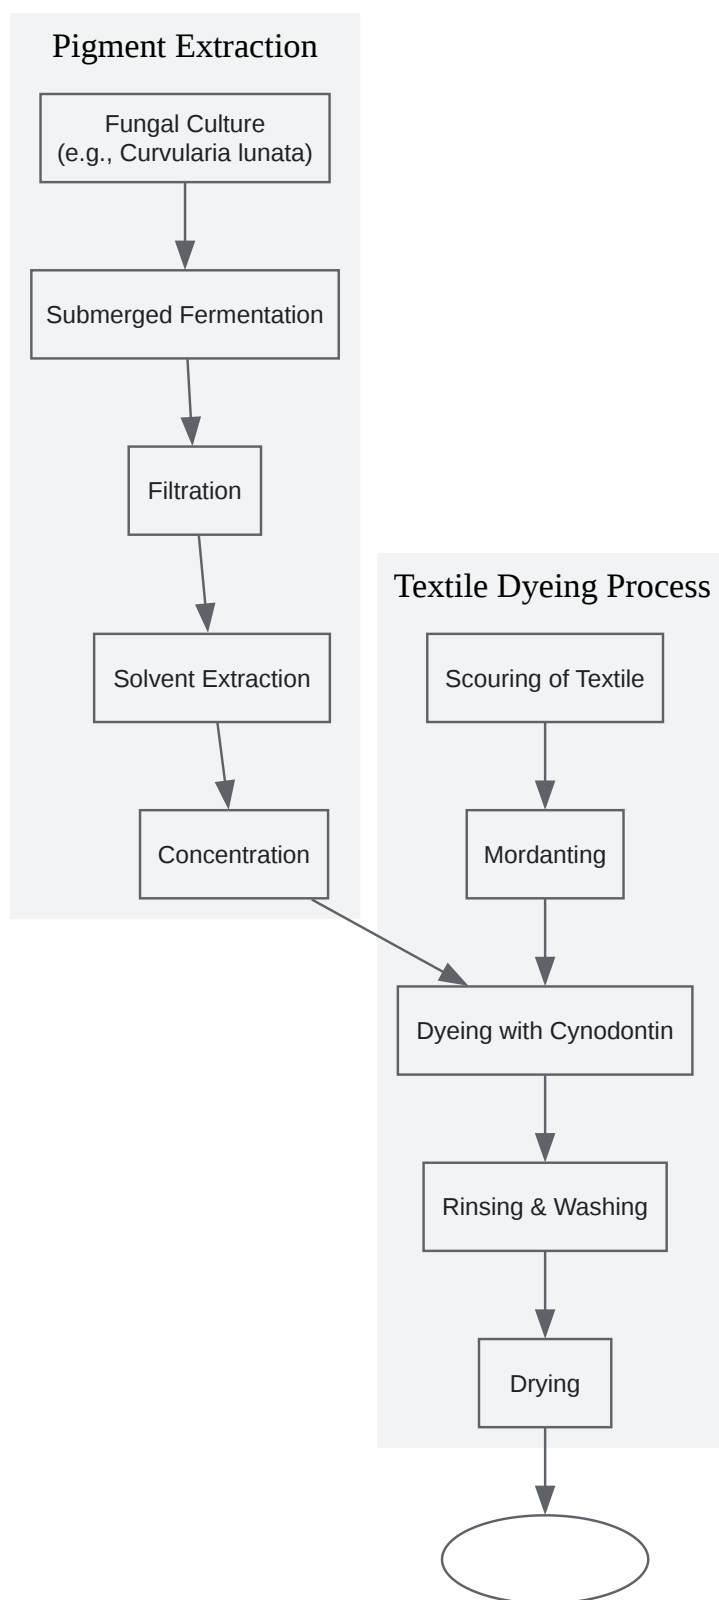 Pigment Extraction
Fungal Culture
(e.g., Curvularia lunata)
Submerged Fermentation
Filtration
Solvent Extraction
Concentration
Textile Dyeing Process
Scouring of Textile
Mordanting
Dyeing with Cynodontin
Rinsing & Washing
Drying